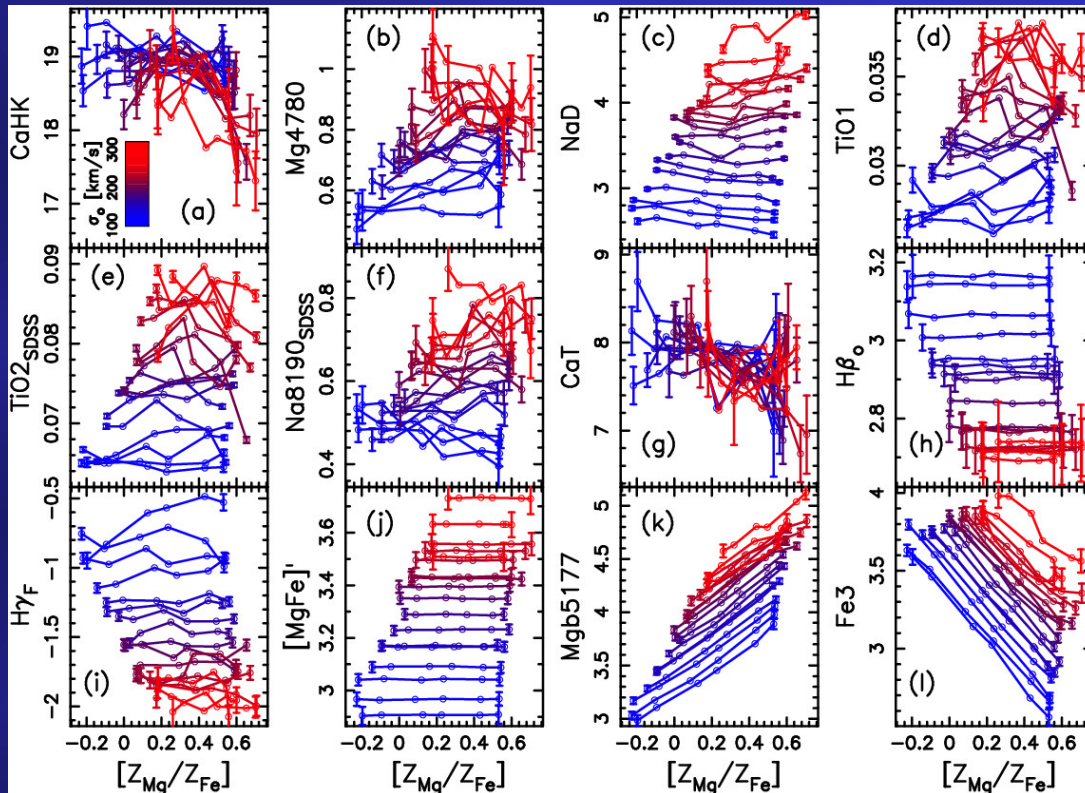 CaHK
19
18
17
σo [km/s]
100 200 300
(a)
Mg4780
1
0.8
0.6
(b)
NaD
5
4
3
(c)
TiO1
0.035
0.03
(d)
TiO2SDSS
0.09
0.08
0.07
(e)
Na8190SDSS
0.8
0.6
0.4
(f)
CaT
9
8
7
(g)
Hβo
3.2
3
2.8
(h)
HγF
−0.5
−1
−1.5
−2
(i)
[MgFe]'
3.6
3.4
3.2
3
(j)
Mgb5177
5
4.5
4
3.5
3
(k)
Fe3
4
3.5
3
(l)
−0.2 0 0.2 0.4 0.6
−0.2 0 0.2 0.4 0.6
−0.2 0 0.2 0.4 0.6
−0.2 0 0.2 0.4 0.6
[ZMg/ZFe]
[ZMg/ZFe]
[ZMg/ZFe]
[ZMg/ZFe]